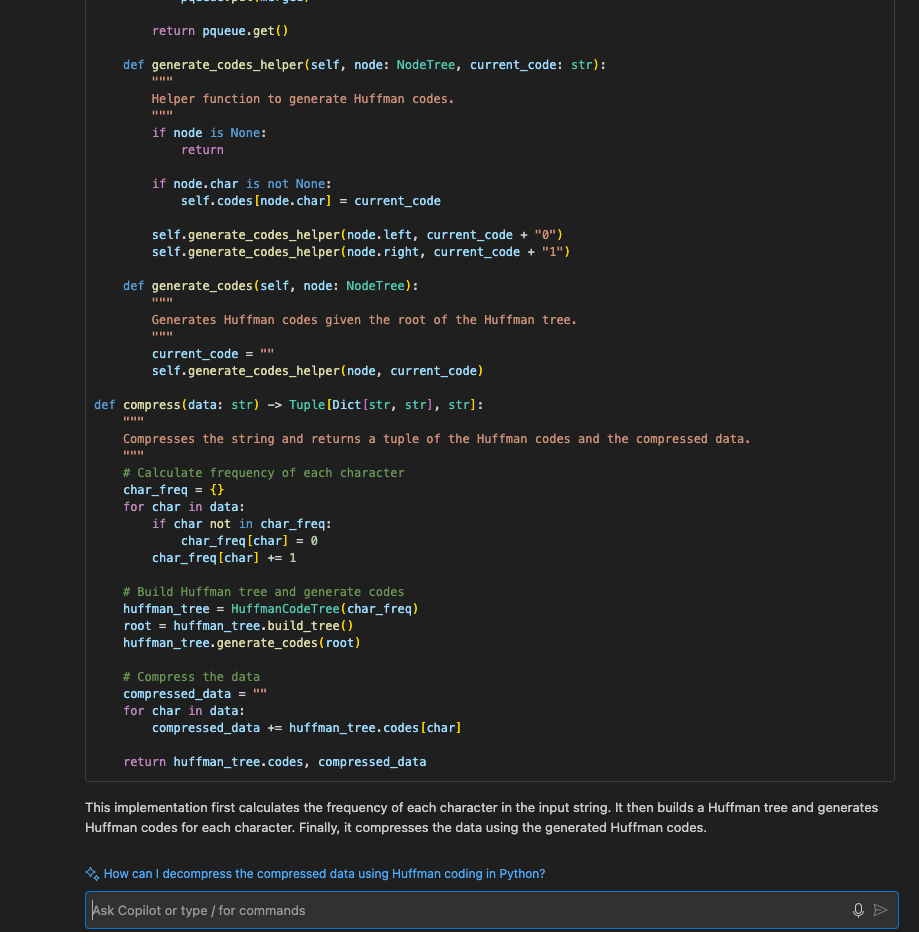 return pqueue.get()
def generate_codes_helper(self, node: NodeTree, current_code: str):
"""
Helper function to generate Huffman codes.
"""
if node is None:
return
if node.char is not None:
self.codes[node.char] = current_code
self.generate_codes_helper(node.left, current_code + "0")
self.generate_codes_helper(node.right, current_code + "1")
def generate_codes(self, node: NodeTree):
"""
Generates Huffman codes given the root of the Huffman tree.
"""
current_code = ""
self.generate_codes_helper(node, current_code)
def compress(data: str) -> Tuple[Dict[str, str], str]:
"""
Compresses the string and returns a tuple of the Huffman codes and the compressed data.
"""
# Calculate frequency of each character
char_freq = {}
for char in data:
if char not in char_freq:
char_freq[char] = 0
char_freq[char] += 1
# Build Huffman tree and generate codes
huffman_tree = HuffmanCodeTree(char_freq)
root = huffman_tree.build_tree()
huffman_tree.generate_codes(root)
# Compress the data
compressed_data = ""
for char in data:
compressed_data += huffman_tree.codes[char]
return huffman_tree.codes, compressed_data
This implementation first calculates the frequency of each character in the input string. It then builds a Huffman tree and generates
Huffman codes for each character. Finally, it compresses the data using the generated Huffman codes.
How can I decompress the compressed data using Huffman coding in Python?
Ask Copilot or type / for commands